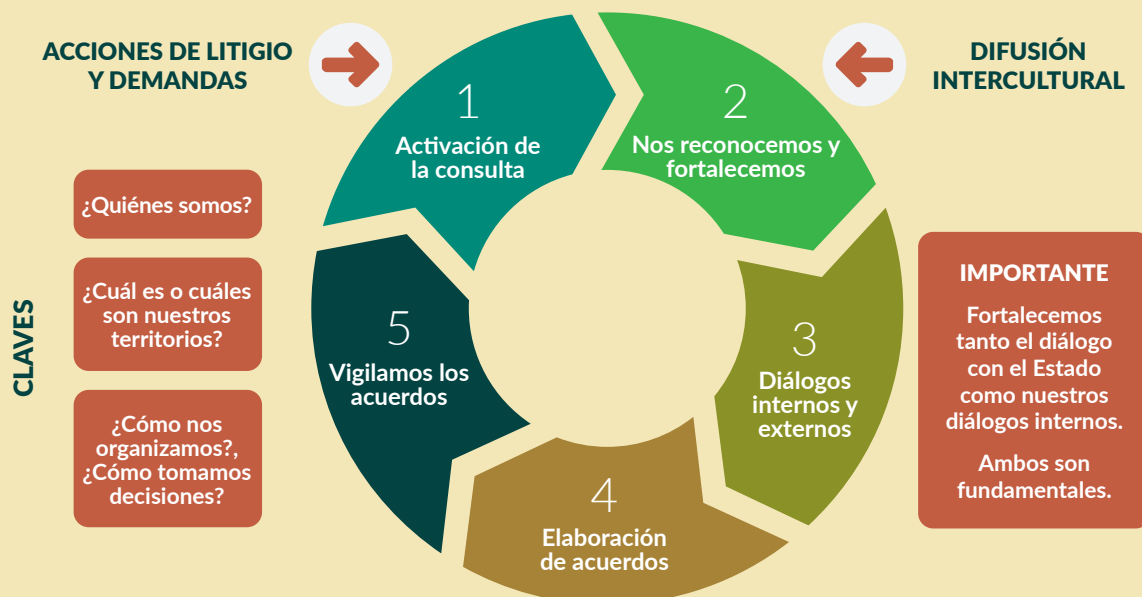 ACCIONES DE LITIGIO
Y DEMANDAS
DIFUSIÓN
INTERCULTURAL
1
Activación de
la consulta
2
Nos reconocemos y
fortalecemos
3
Diálogos
internos y
externos
4
Elaboración
de acuerdos
5
Vigilamos los
acuerdos
CLAVES
¿Quiénes somos?
¿Cuál es o cuáles
son nuestros
territorios?
¿Cómo nos
organizamos?,
¿Cómo tomamos
decisiones?
IMPORTANTE
Fortalecemos
tanto el diálogo
con el Estado
como nuestros
diálogos internos.
Ambos son
fundamentales.